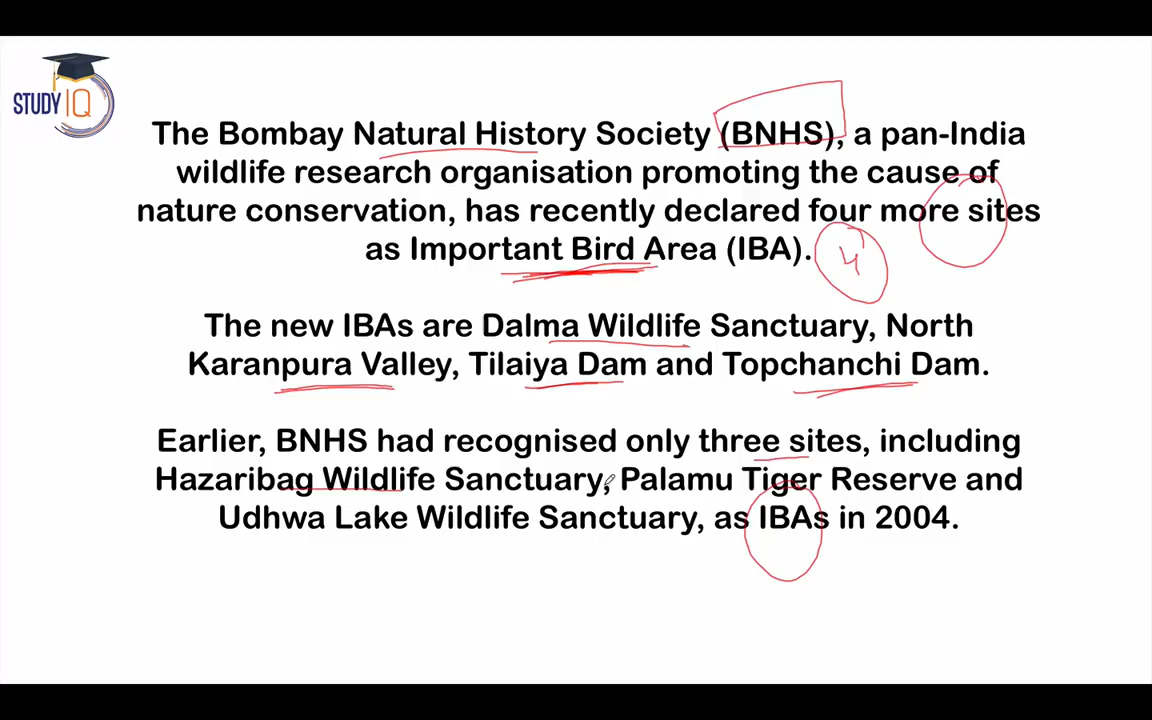 STUDY IQ
The Bombay Natural History Society (BNHS), a pan-India
wildlife research organisation promoting the cause of
nature conservation, has recently declared four more sites
as Important Bird Area (IBA).
4
The new IBAs are Dalma Wildlife Sanctuary, North
Karanpura Valley, Tilaiya Dam and Topchanchi Dam.
Earlier, BNHS had recognised only three sites, including
Hazaribag Wildlife Sanctuary, Palamu Tiger Reserve and
Udhwa Lake Wildlife Sanctuary, as IBAs in 2004.